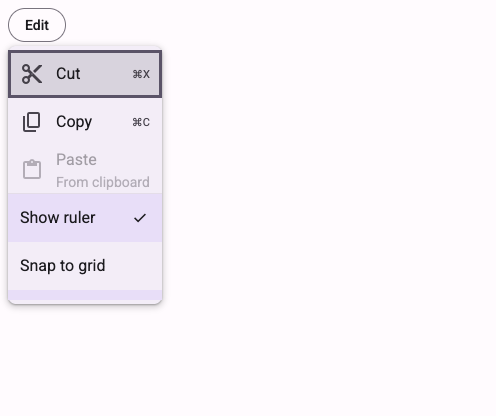 Edit
Cut ⌘X
Copy ⌘C
Paste
From clipboard
Show ruler
Snap to grid